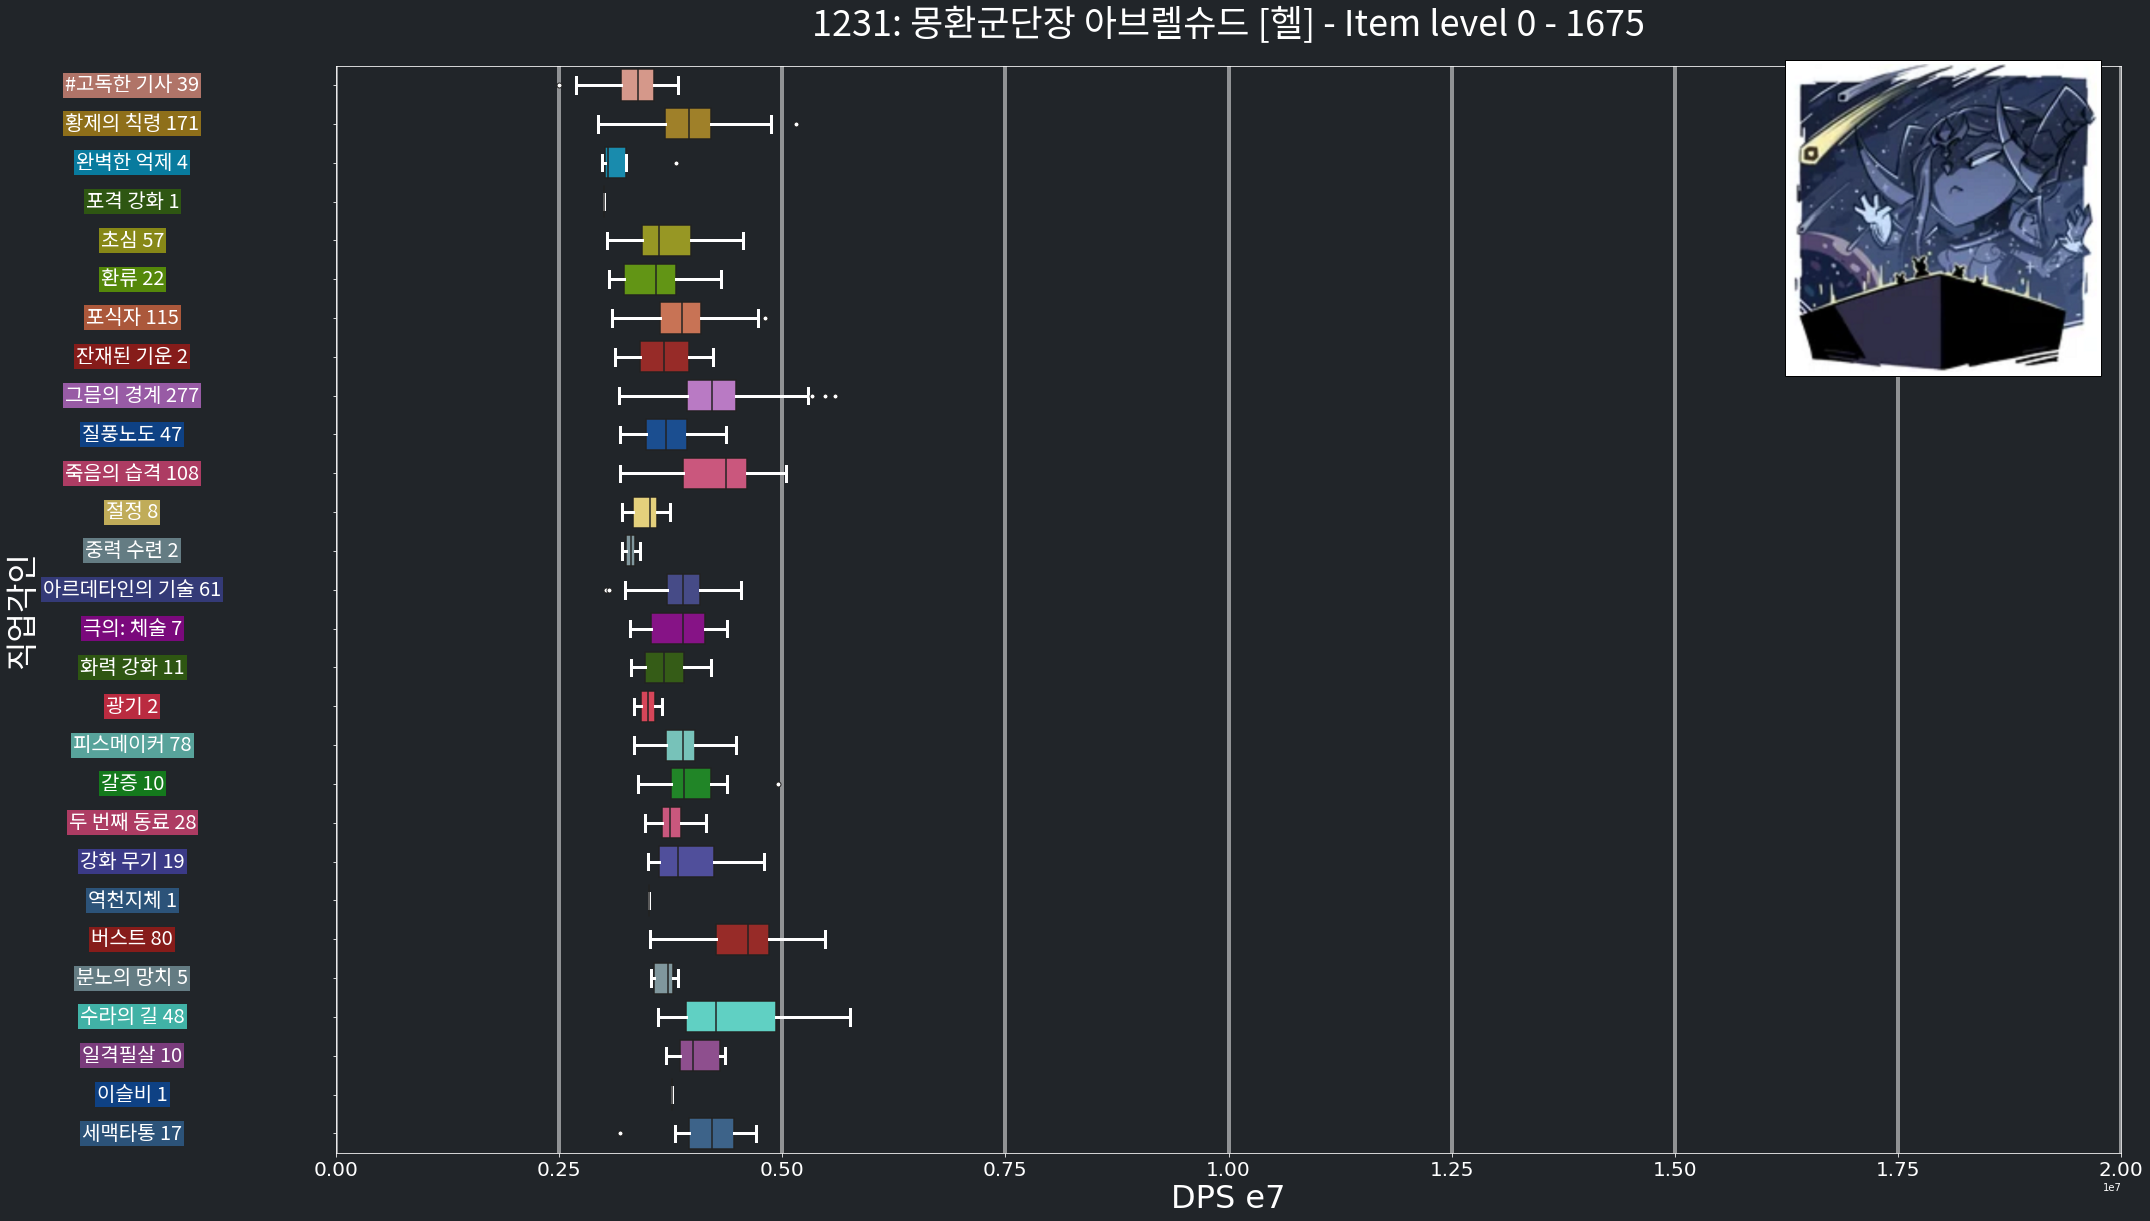 1231: 몽환군단장 아브렐슈드 [헬] - Item level 0 - 1675
직업각인
#고독한 기사 39
황제의 칙령 171
완벽한 억제 4
포격 강화 1
초심 57
환류 22
포식자 115
잔재된 기운 2
그믐의 경계 277
질풍노도 47
죽음의 습격 108
절정 8
중력 수련 2
아르데타인의 기술 61
극의: 체술 7
화력 강화 11
광기 2
피스메이커 78
갈증 10
두 번째 동료 28
강화 무기 19
역천지체 1
버스트 80
분노의 망치 5
수라의 길 48
일격필살 10
이슬비 1
세맥타통 17
0.00 0.25 0.50 0.75 1.00 1.25 1.50 1.75 2.00
1e7
DPS e7